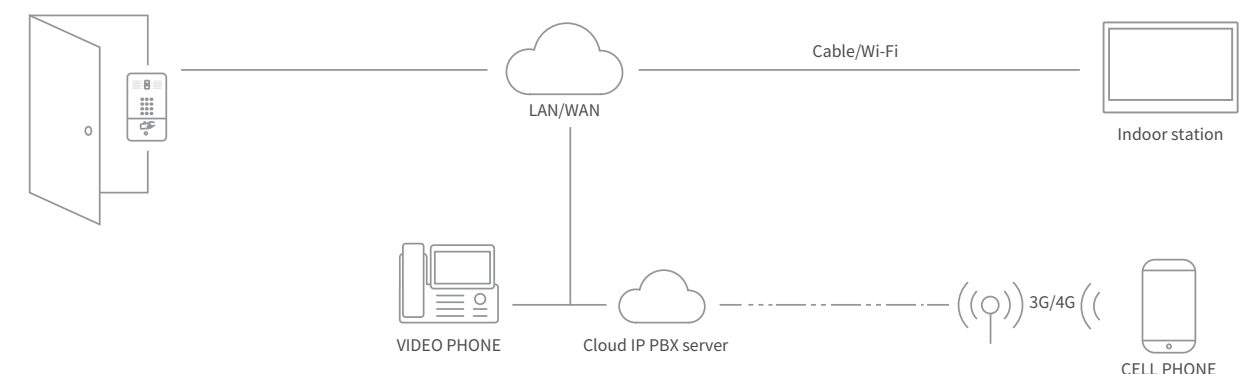 Cable/Wi-Fi
LAN/WAN
Indoor station
3G/4G
VIDEO PHONE
Cloud IP PBX server
CELL PHONE